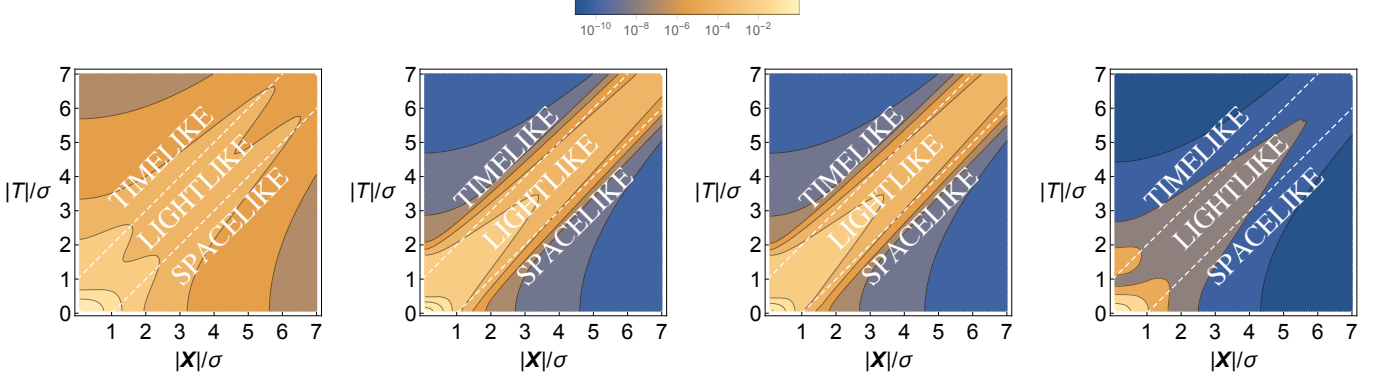 10⁻¹⁰ 10⁻⁸ 10⁻⁶ 10⁻⁴ 10⁻²
7
6
5
4
3
2
1
0
|T|/σ
TIMELIKE
LIGHTLIKE
SPACELIKE
1 2 3 4 5 6 7
|X|/σ
7
6
5
4
3
2
1
0
|T|/σ
TIMELIKE
LIGHTLIKE
SPACELIKE
1 2 3 4 5 6 7
|X|/σ
7
6
5
4
3
2
1
0
|T|/σ
TIMELIKE
LIGHTLIKE
SPACELIKE
1 2 3 4 5 6 7
|X|/σ
7
6
5
4
3
2
1
0
|T|/σ
TIMELIKE
LIGHTLIKE
SPACELIKE
1 2 3 4 5 6 7
|X|/σ